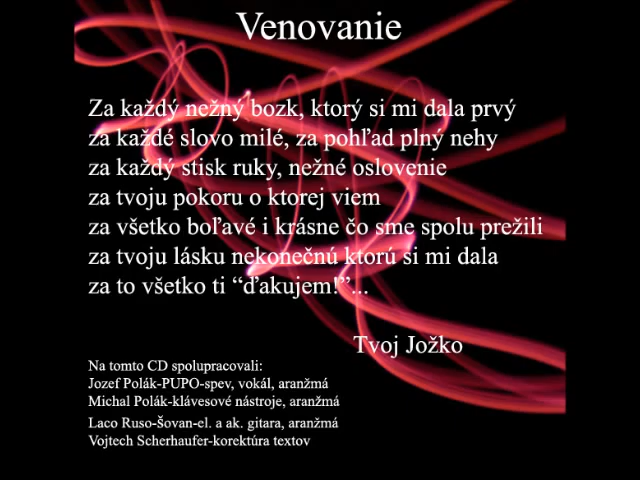 Venovanie
Za každý nežný bozk, ktorý si mi dala prvý
za každé slovo milé, za pohľad plný nehy
za každý stisk ruky, nežné oslovenie
za tvoju pokoru o ktorej viem
za všetko boľavé i krásne čo sme spolu prežili
za tvoju lásku nekonečnú ktorú si mi dala
za to všetko ti “ďakujem!”...
Tvoj Jožko
Na tomto CD spolupracovali:
Jozef Polák-PUPO-spev, vokál, aranžmá
Michal Polák-klávesové nástroje, aranžmá
Laco Ruso-Šovan-el. a ak. gitara, aranžmá
Vojtech Scherhaufer-korektúra textov